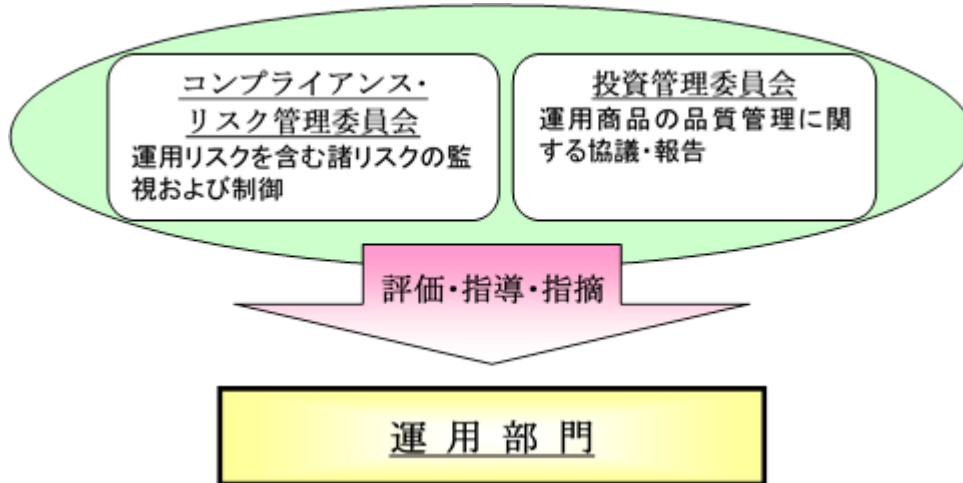 コンプライアンス・
リスク管理委員会
運用リスクを含む諸リスクの監
視および制御
投資管理委員会
運用商品の品質管理に関
する協議・報告
評価・指導・指摘
運用部門